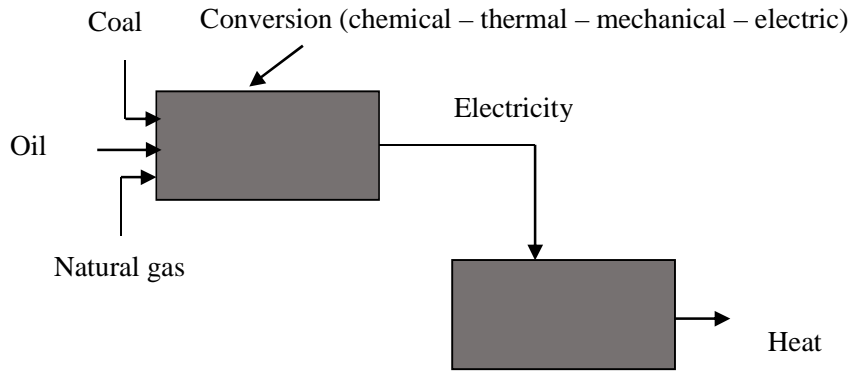 Coal
Conversion (chemical – thermal – mechanical – electric)
Electricity
Oil
Natural gas
Heat